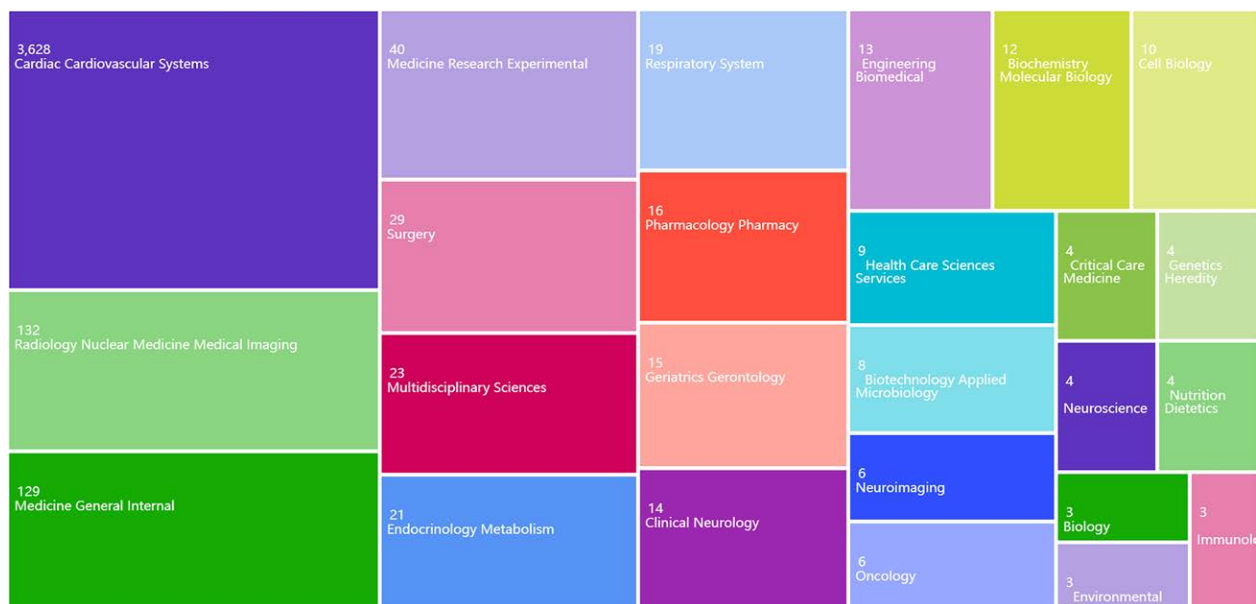 3,628
Cardiac Cardiovascular Systems
132
Radiology Nuclear Medicine Medical Imaging
129
Medicine General Internal
40
Medicine Research Experimental
29
Surgery
23
Multidisciplinary Sciences
21
Endocrinology Metabolism
19
Respiratory System
16
Pharmacology Pharmacy
15
Geriatrics Gerontology
14
Clinical Neurology
13
Engineering
Biomedical
12
Biochemistry
Molecular Biology
10
Cell Biology
9
Health Care Sciences
Services
8
Biotechnology Applied
Microbiology
6
Neuroimaging
6
Oncology
4
Critical Care
Medicine
4
Genetics
Heredity
4
Neuroscience
4
Nutrition
Dietetics
3
Biology
3
Environmental
3
Immunolo